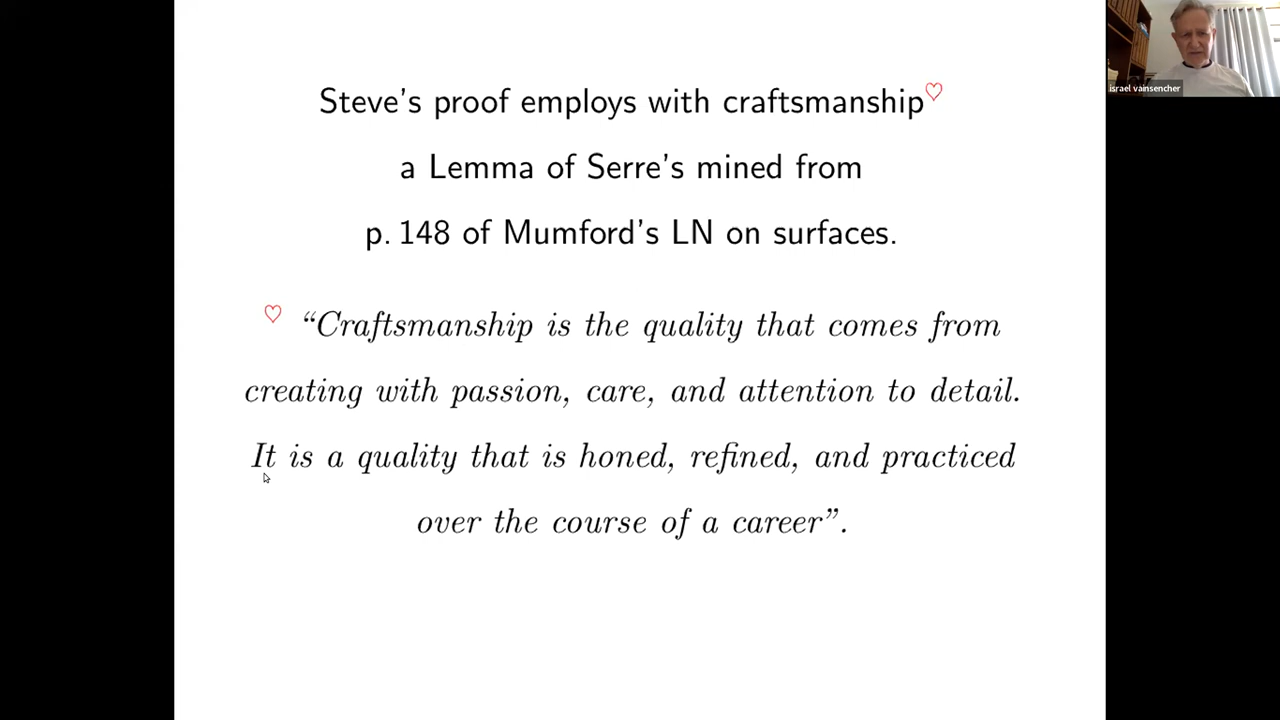 Steve's proof employs with craftsmanship♡
a Lemma of Serre's mined from
p. 148 of Mumford's LN on surfaces.
♡ “Craftsmanship is the quality that comes from
creating with passion, care, and attention to detail.
It is a quality that is honed, refined, and practiced
over the course of a career”.
israel vainsencher